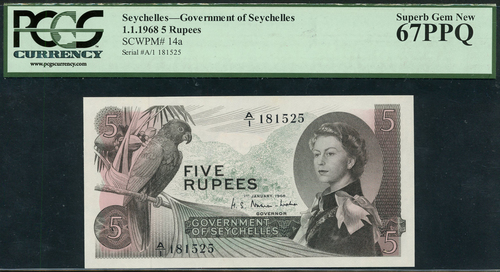 PCGS
CURRENCY
www.pcgscurrency.com
Seychelles—Government of Seychelles
1.1.1968 5 Rupees
SCWPM# 14a
Serial #A/1 181525
Superb Gem New
67PPQ
5
A/1 181525
5
FIVE
RUPEES
1ST JANUARY, 1968
GOVERNOR
5
GOVERNMENT
OF SEYCHELLES
A/1 181525